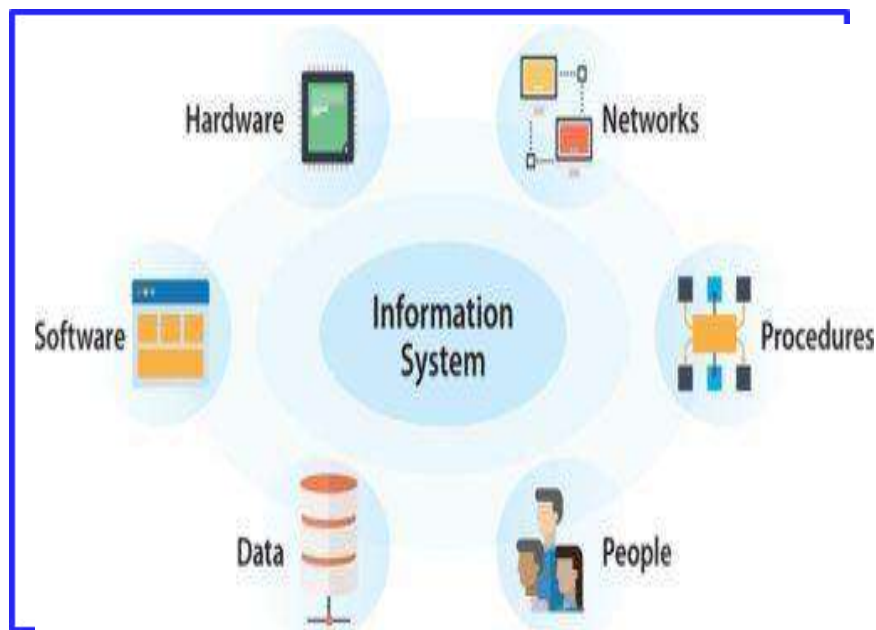 Hardware
Networks
Software
Information
System
Procedures
Data
People